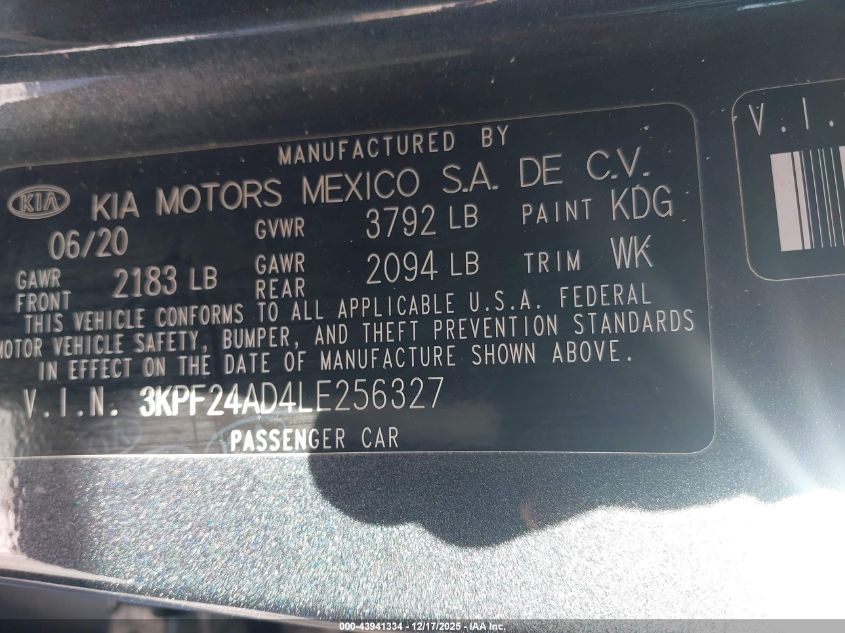 MANUFACTURED BY
KIA KIA MOTORS MEXICO S.A. DE C.V.
06/20 GVWR 3792 LB PAINT KDG
GAWR FRONT 2183 LB GAWR REAR 2094 LB TRIM WK
THIS VEHICLE CONFORMS TO ALL APPLICABLE U.S.A. FEDERAL
MOTOR VEHICLE SAFETY, BUMPER, AND THEFT PREVENTION STANDARDS
IN EFFECT ON THE DATE OF MANUFACTURE SHOWN ABOVE.
V.I.N. 3KPF24AD4LE256327
PASSENGER CAR
V.I.
000-43941334 - 12/17/2025 - IAA Inc.